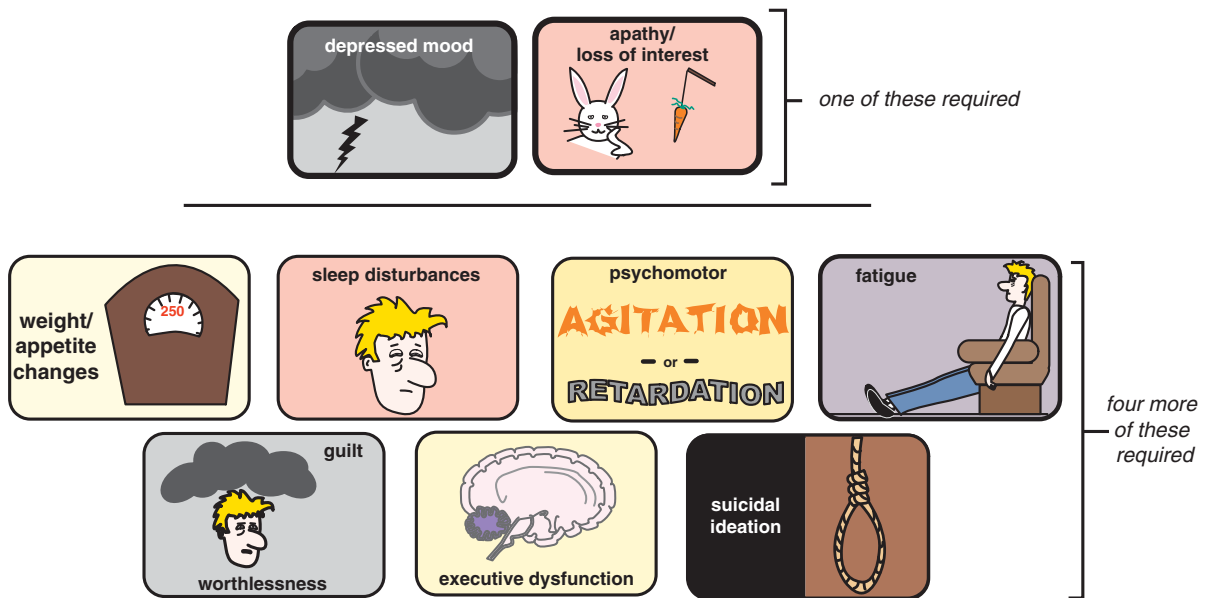 depressed mood
apathy/
loss of interest
one of these required
weight/
appetite
changes
250
sleep disturbances
psychomotor
AGITATION
– or –
RETARDATION
fatigue
four more
of these
required
guilt
worthlessness
executive dysfunction
suicidal
ideation